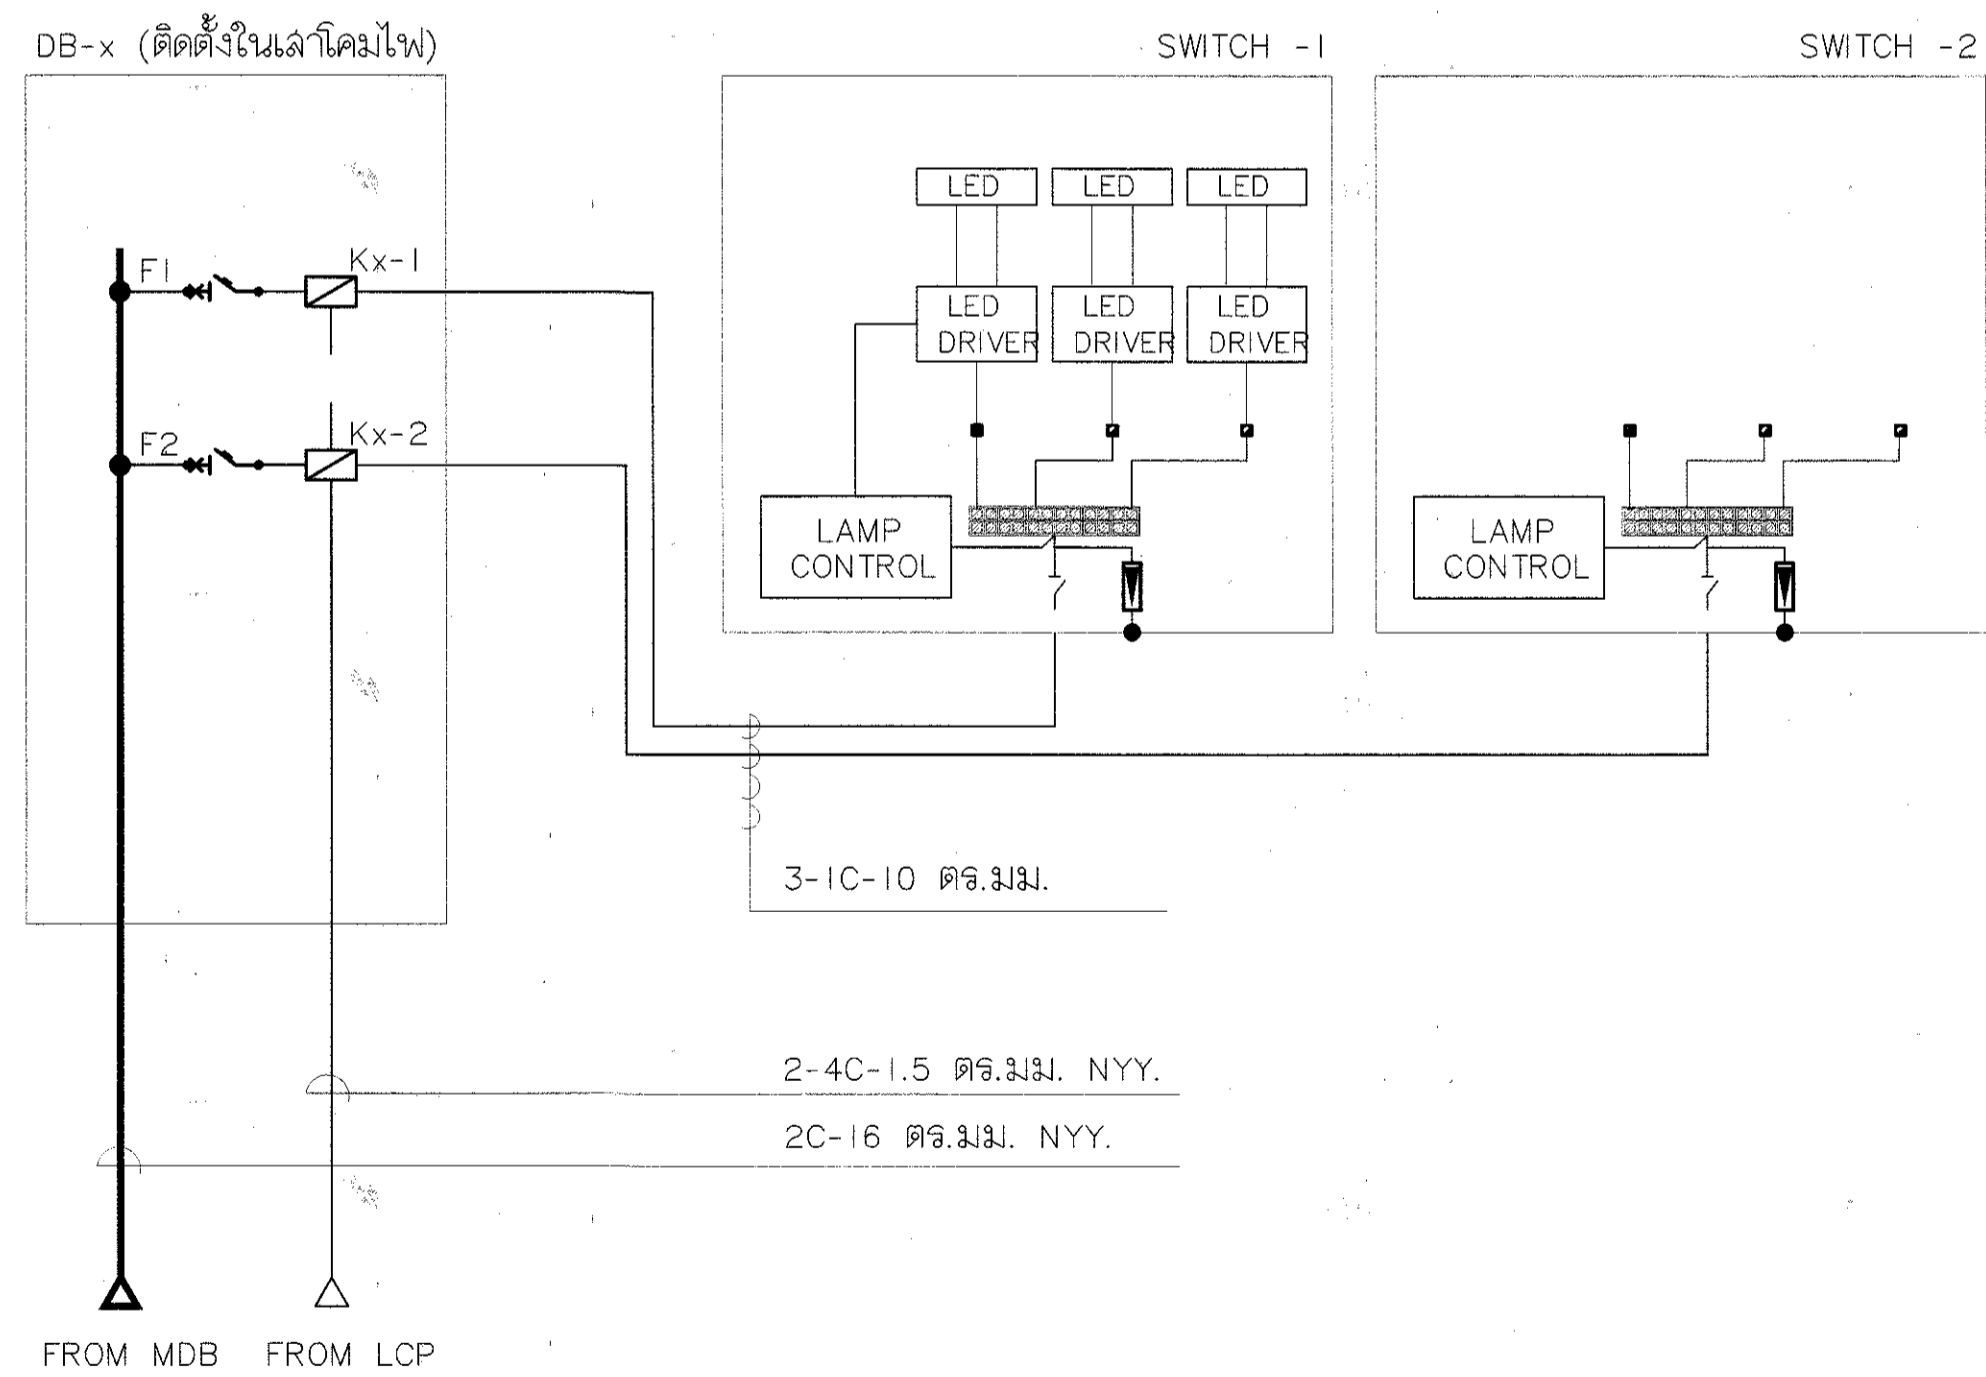 DB-x (ติดตั้งในเสาโคมไฟ)
SWITCH -1
SWITCH -2
LED
LED
LED
F1
Kx-1
LED
DRIVER
LED
DRIVER
LED
DRIVER
F2
Kx-2
LAMP
CONTROL
LAMP
CONTROL
3-1C-10 ตร.มม.
2-4C-1.5 ตร.มม. NYY.
2C-16 ตร.มม. NYY.
FROM MDB
FROM LCP